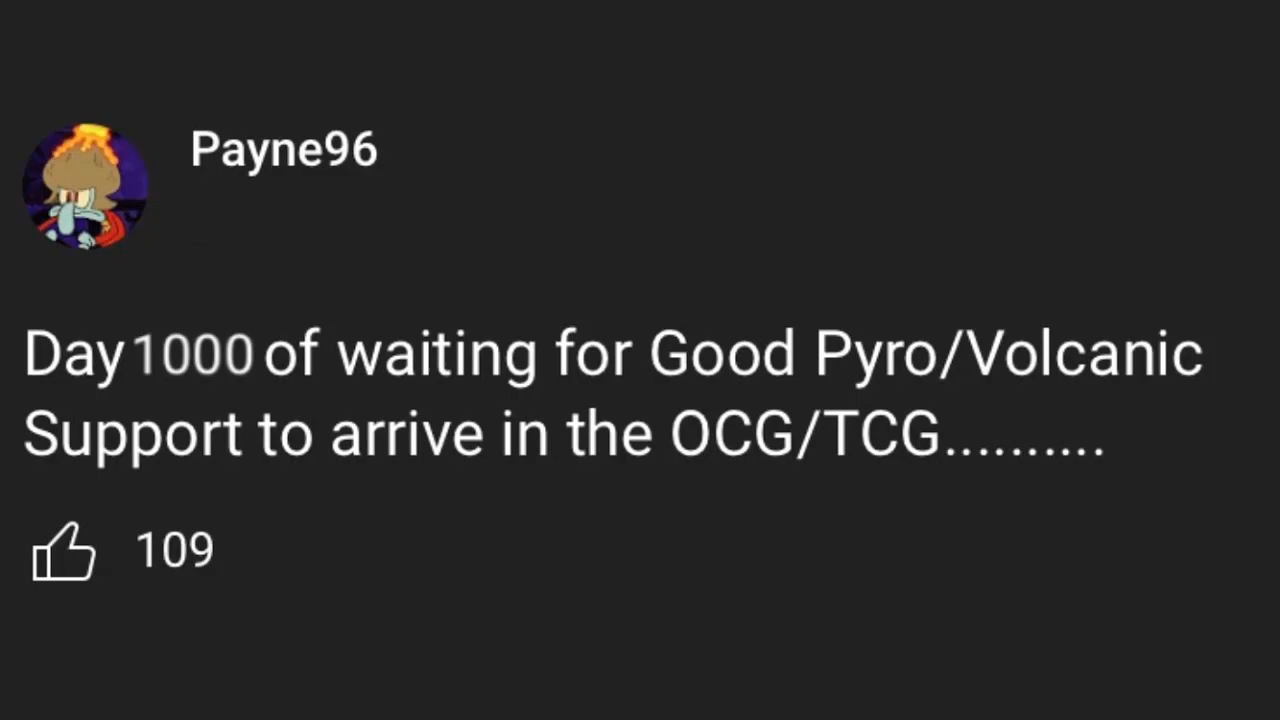 Payne96
Day 1000 of waiting for Good Pyro/Volcanic
Support to arrive in the OCG/TCG..........
109